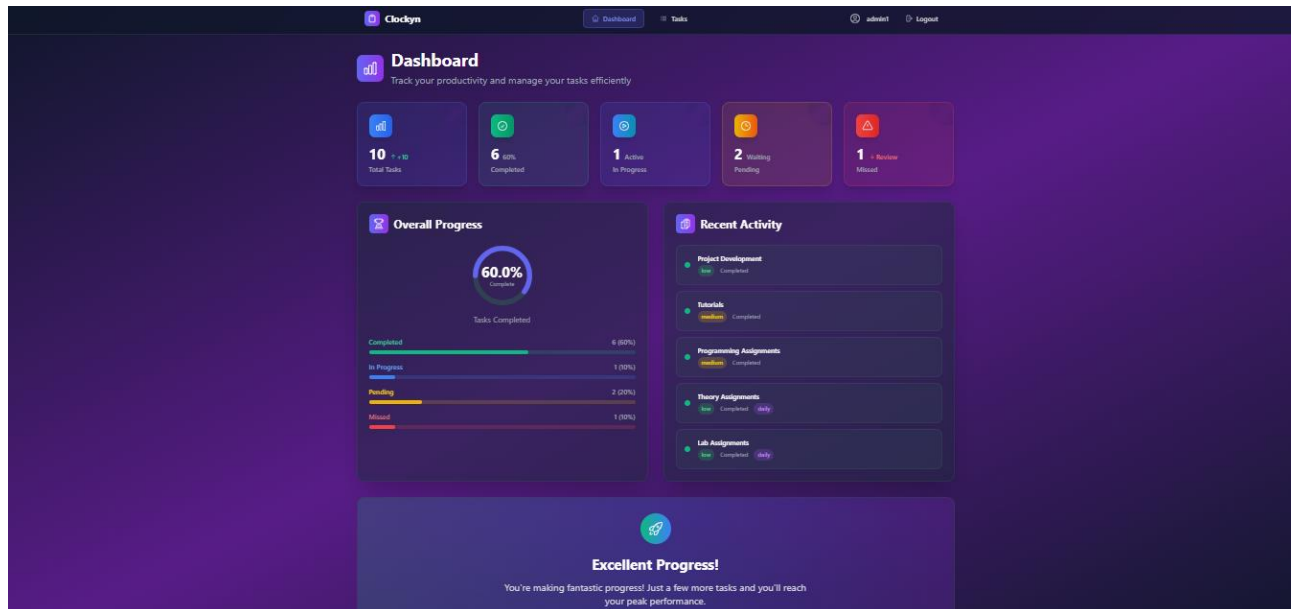 Clockyn
Dashboard
Tasks
admin1
Logout
Dashboard
Track your productivity and manage your tasks efficiently
10 ↑ +10
Total Tasks
6 60%
Completed
1 Active
In Progress
2 Waiting
Pending
1 Review
Missed
Overall Progress
60.0%
Complete
Tasks Completed
Completed 6 (60%)
In Progress 1 (10%)
Pending 2 (20%)
Missed 1 (10%)
Recent Activity
Project Development
low Completed
Tutorials
medium Completed
Programming Assignments
medium Completed
Theory Assignments
low Completed daily
Lab Assignments
low Completed daily
Excellent Progress!
You're making fantastic progress! Just a few more tasks and you'll reach
your peak performance.